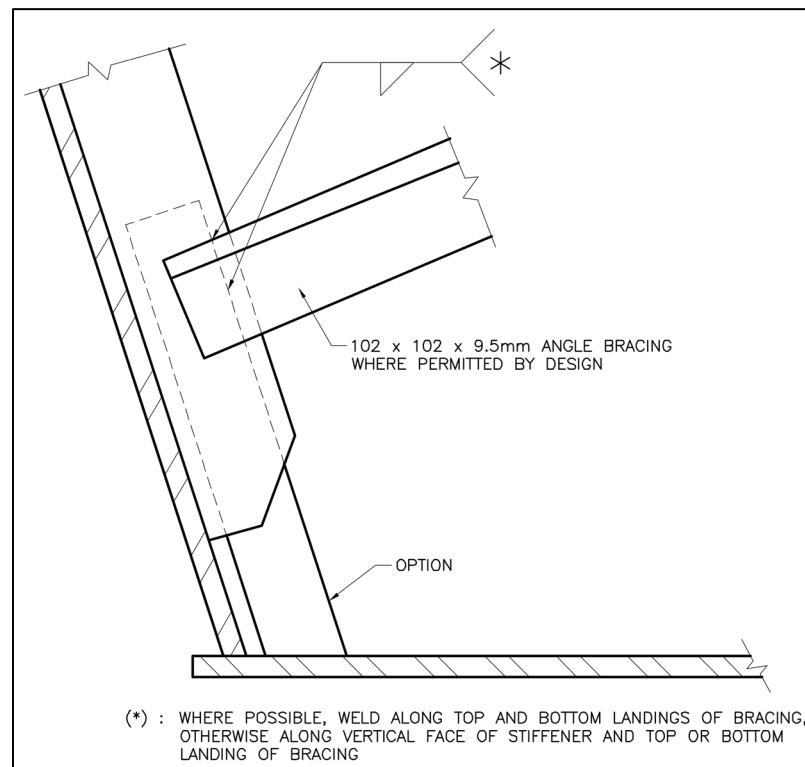 *
102 x 102 x 9.5mm ANGLE BRACING
WHERE PERMITTED BY DESIGN
OPTION
(*) : WHERE POSSIBLE, WELD ALONG TOP AND BOTTOM LANDINGS OF BRACING,
OTHERWISE ALONG VERTICAL FACE OF STIFFENER AND TOP OR BOTTOM
LANDING OF BRACING